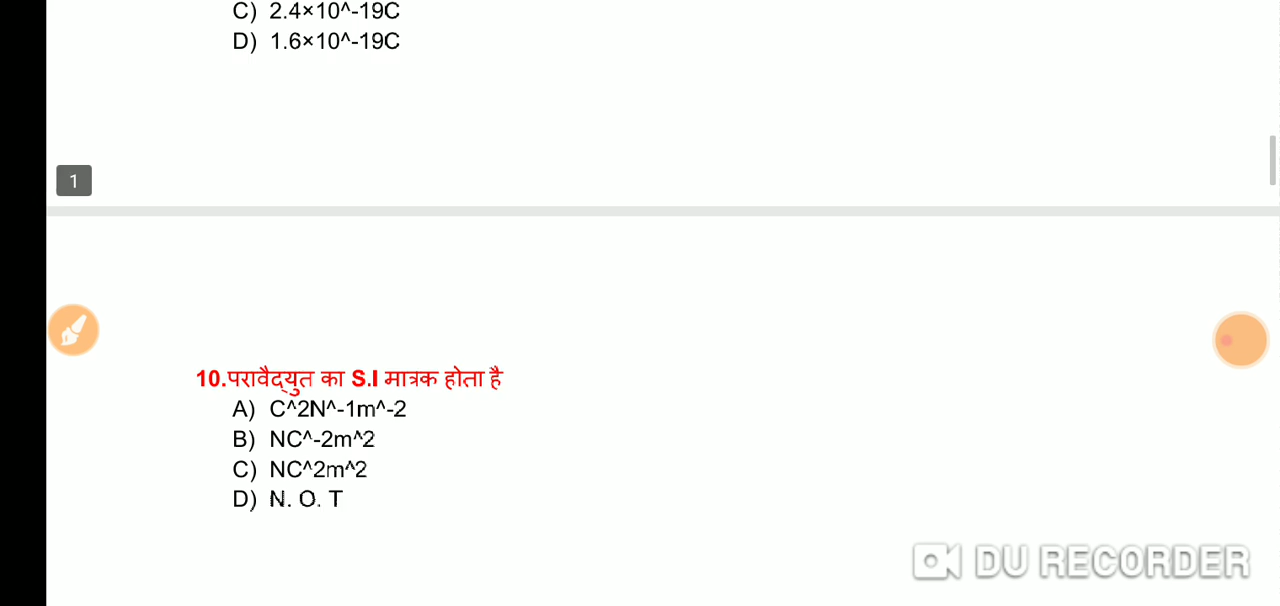 C) 2.4×10^-19C
D) 1.6×10^-19C
1
10.परावैद्युत का S.I मात्रक होता है
A) C^2N^-1m^-2
B) NC^-2m^2
C) NC^2m^2
D) N. O. T
DU RECORDER